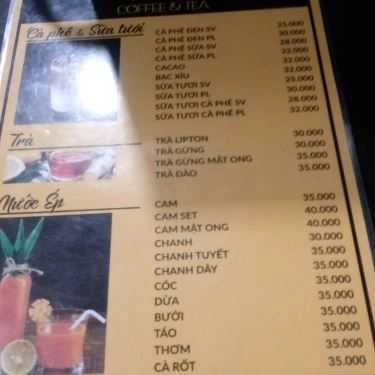 COFFEE & TEA
Cà phê & Sữa tươi
CÀ PHÊ ĐEN SV 25.000
CÀ PHÊ ĐEN PL 30.000
CÀ PHÊ SỮA SV 28.000
CÀ PHÊ SỮA PL 32.000
CACAO 32.000
BẠC XỈU 32.000
SỮA TƯƠI SV 25.000
SỮA TƯƠI PL 30.000
SỮA TƯƠI CÀ PHÊ SV 28.000
SỮA TƯƠI CÀ PHÊ PL 32.000
Trà
TRÀ LIPTON 30.000
TRÀ GỪNG 30.000
TRÀ GỪNG MẬT ONG 35.000
TRÀ ĐÀO 35.000
Nước Ép
CAM 35.000
CAM SET 40.000
CAM MẬT ONG 40.000
CHANH 30.000
CHANH TUYẾT 35.000
CHANH DÂY 35.000
CÓC 35.000
DỪA 35.000
BƯỞI 35.000
TÁO 35.000
THƠM 35.000
CÀ RỐT 35.000